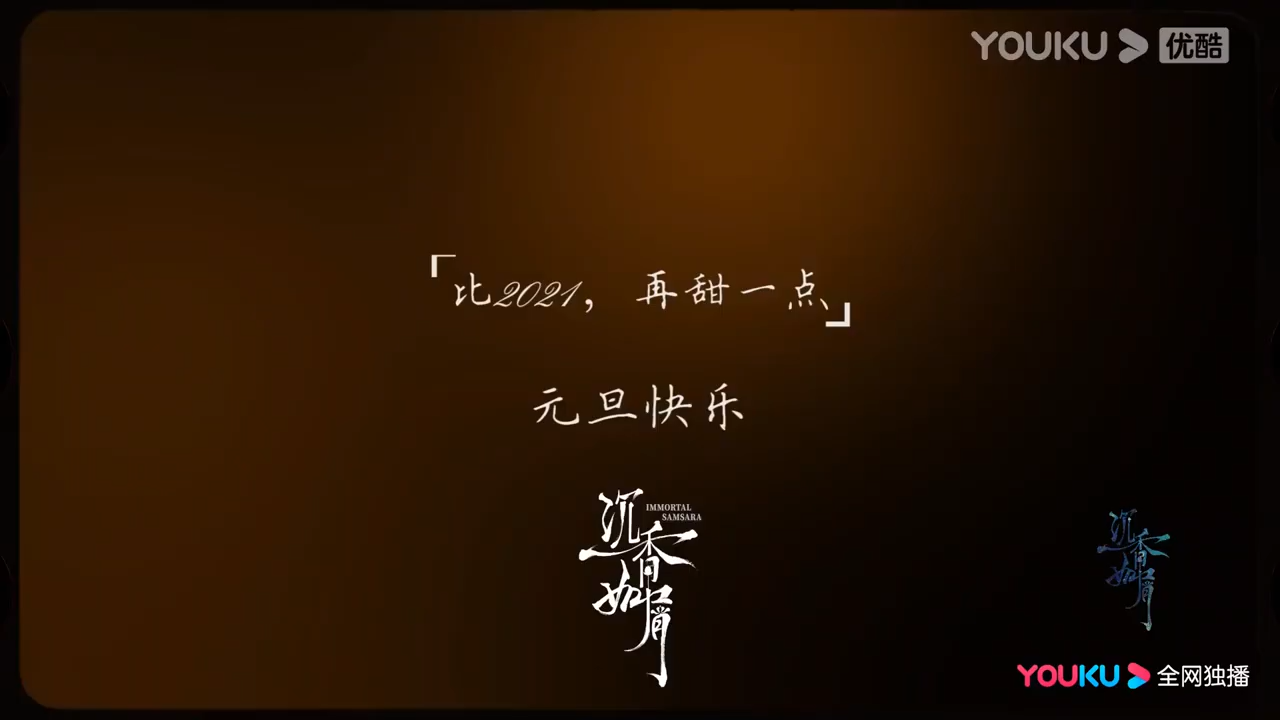 YOUKU 优酷
「比2021，再甜一点」
元旦快乐
沉香如屑
IMMORTAL
SAMSARA
沉香如屑
YOUKU 全网独播